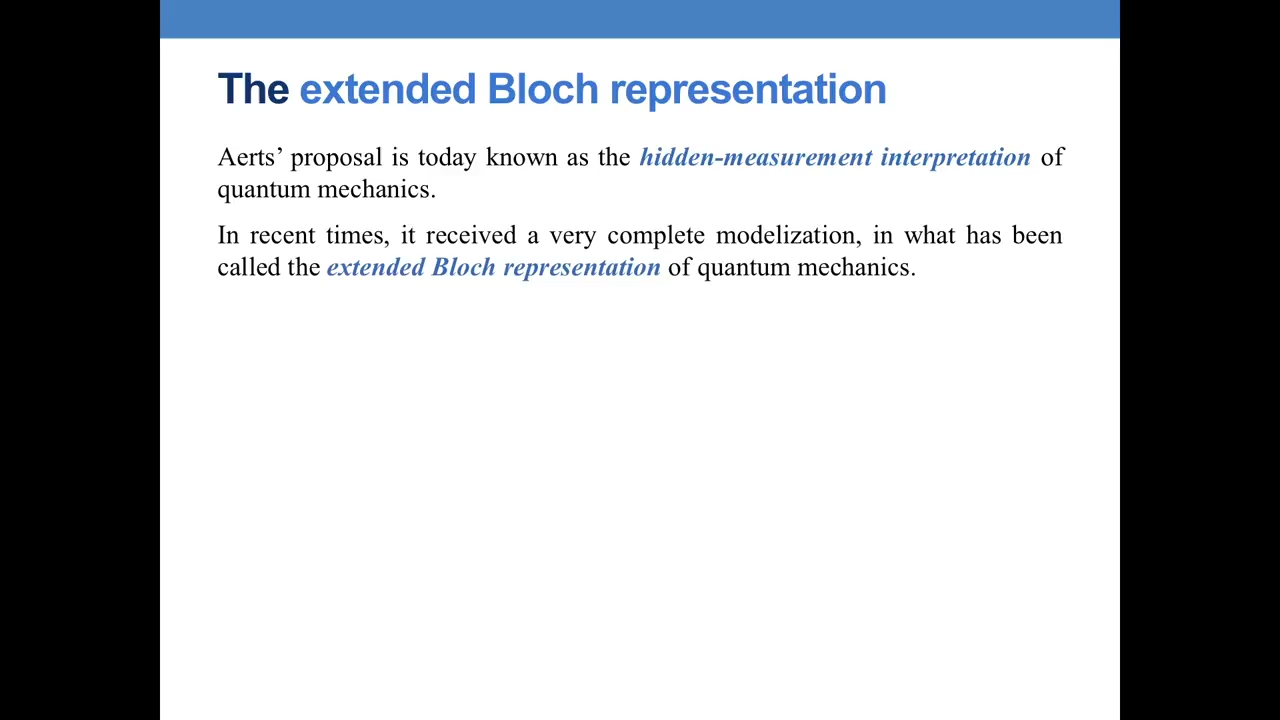 The extended Bloch representation
Aerts’ proposal is today known as the hidden-measurement interpretation of
quantum mechanics.
In recent times, it received a very complete modelization, in what has been
called the extended Bloch representation of quantum mechanics.